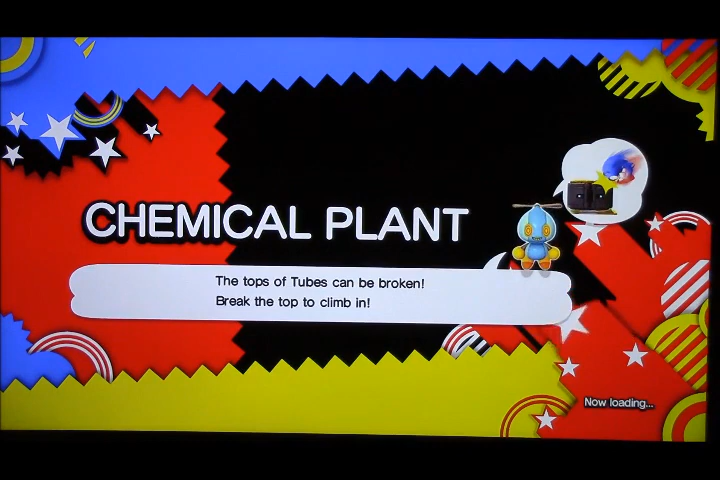 CHEMICAL PLANT
The tops of Tubes can be broken!
Break the top to climb in!
Now loading...